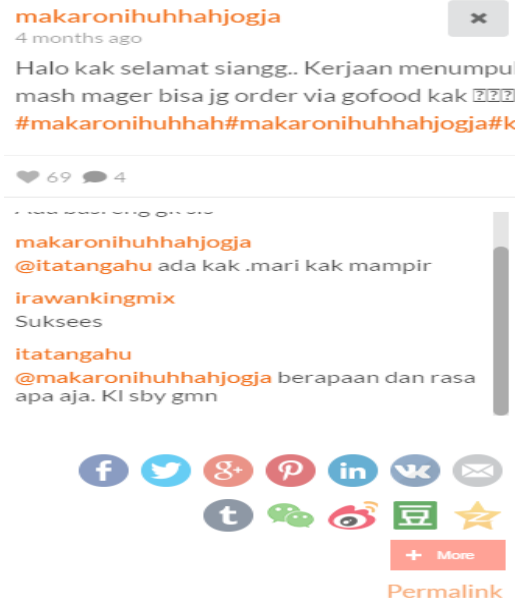 makaronihuhhahjogja
4 months ago
Halo kak selamat siangg.. Kerjaan menumpu
mash mager bisa jg order via gofood kak
#makaronihuhhah#makaronihuhhahjogja#k
69 4
makaronihuhhahjogja
@itatangahu ada kak .mari kak mampir
irawankingmix
Suksees
itatangahu
@makaronihuhhahjogja berapaan dan rasa
apa aja. Kl sby gmn
+ More
Permalink